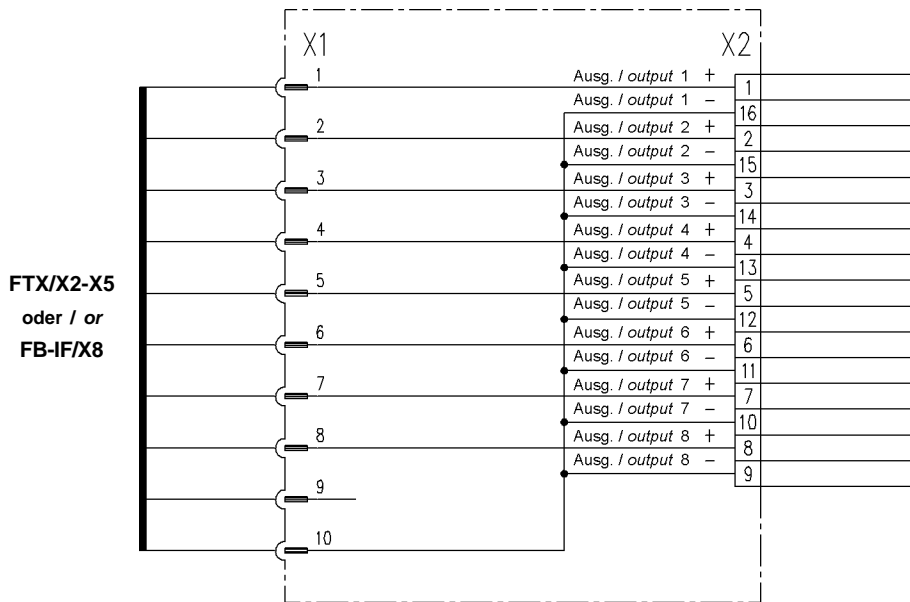 X1
X2
1
Ausg. / output 1 +
1
Ausg. / output 1 –
16
2
Ausg. / output 2 +
2
Ausg. / output 2 –
15
3
Ausg. / output 3 +
3
Ausg. / output 3 –
14
4
Ausg. / output 4 +
4
Ausg. / output 4 –
13
5
Ausg. / output 5 +
5
Ausg. / output 5 –
12
6
Ausg. / output 6 +
6
Ausg. / output 6 –
11
7
Ausg. / output 7 +
7
Ausg. / output 7 –
10
8
Ausg. / output 8 +
8
Ausg. / output 8 –
9
9
10
FTX/X2-X5
oder / or
FB-IF/X8